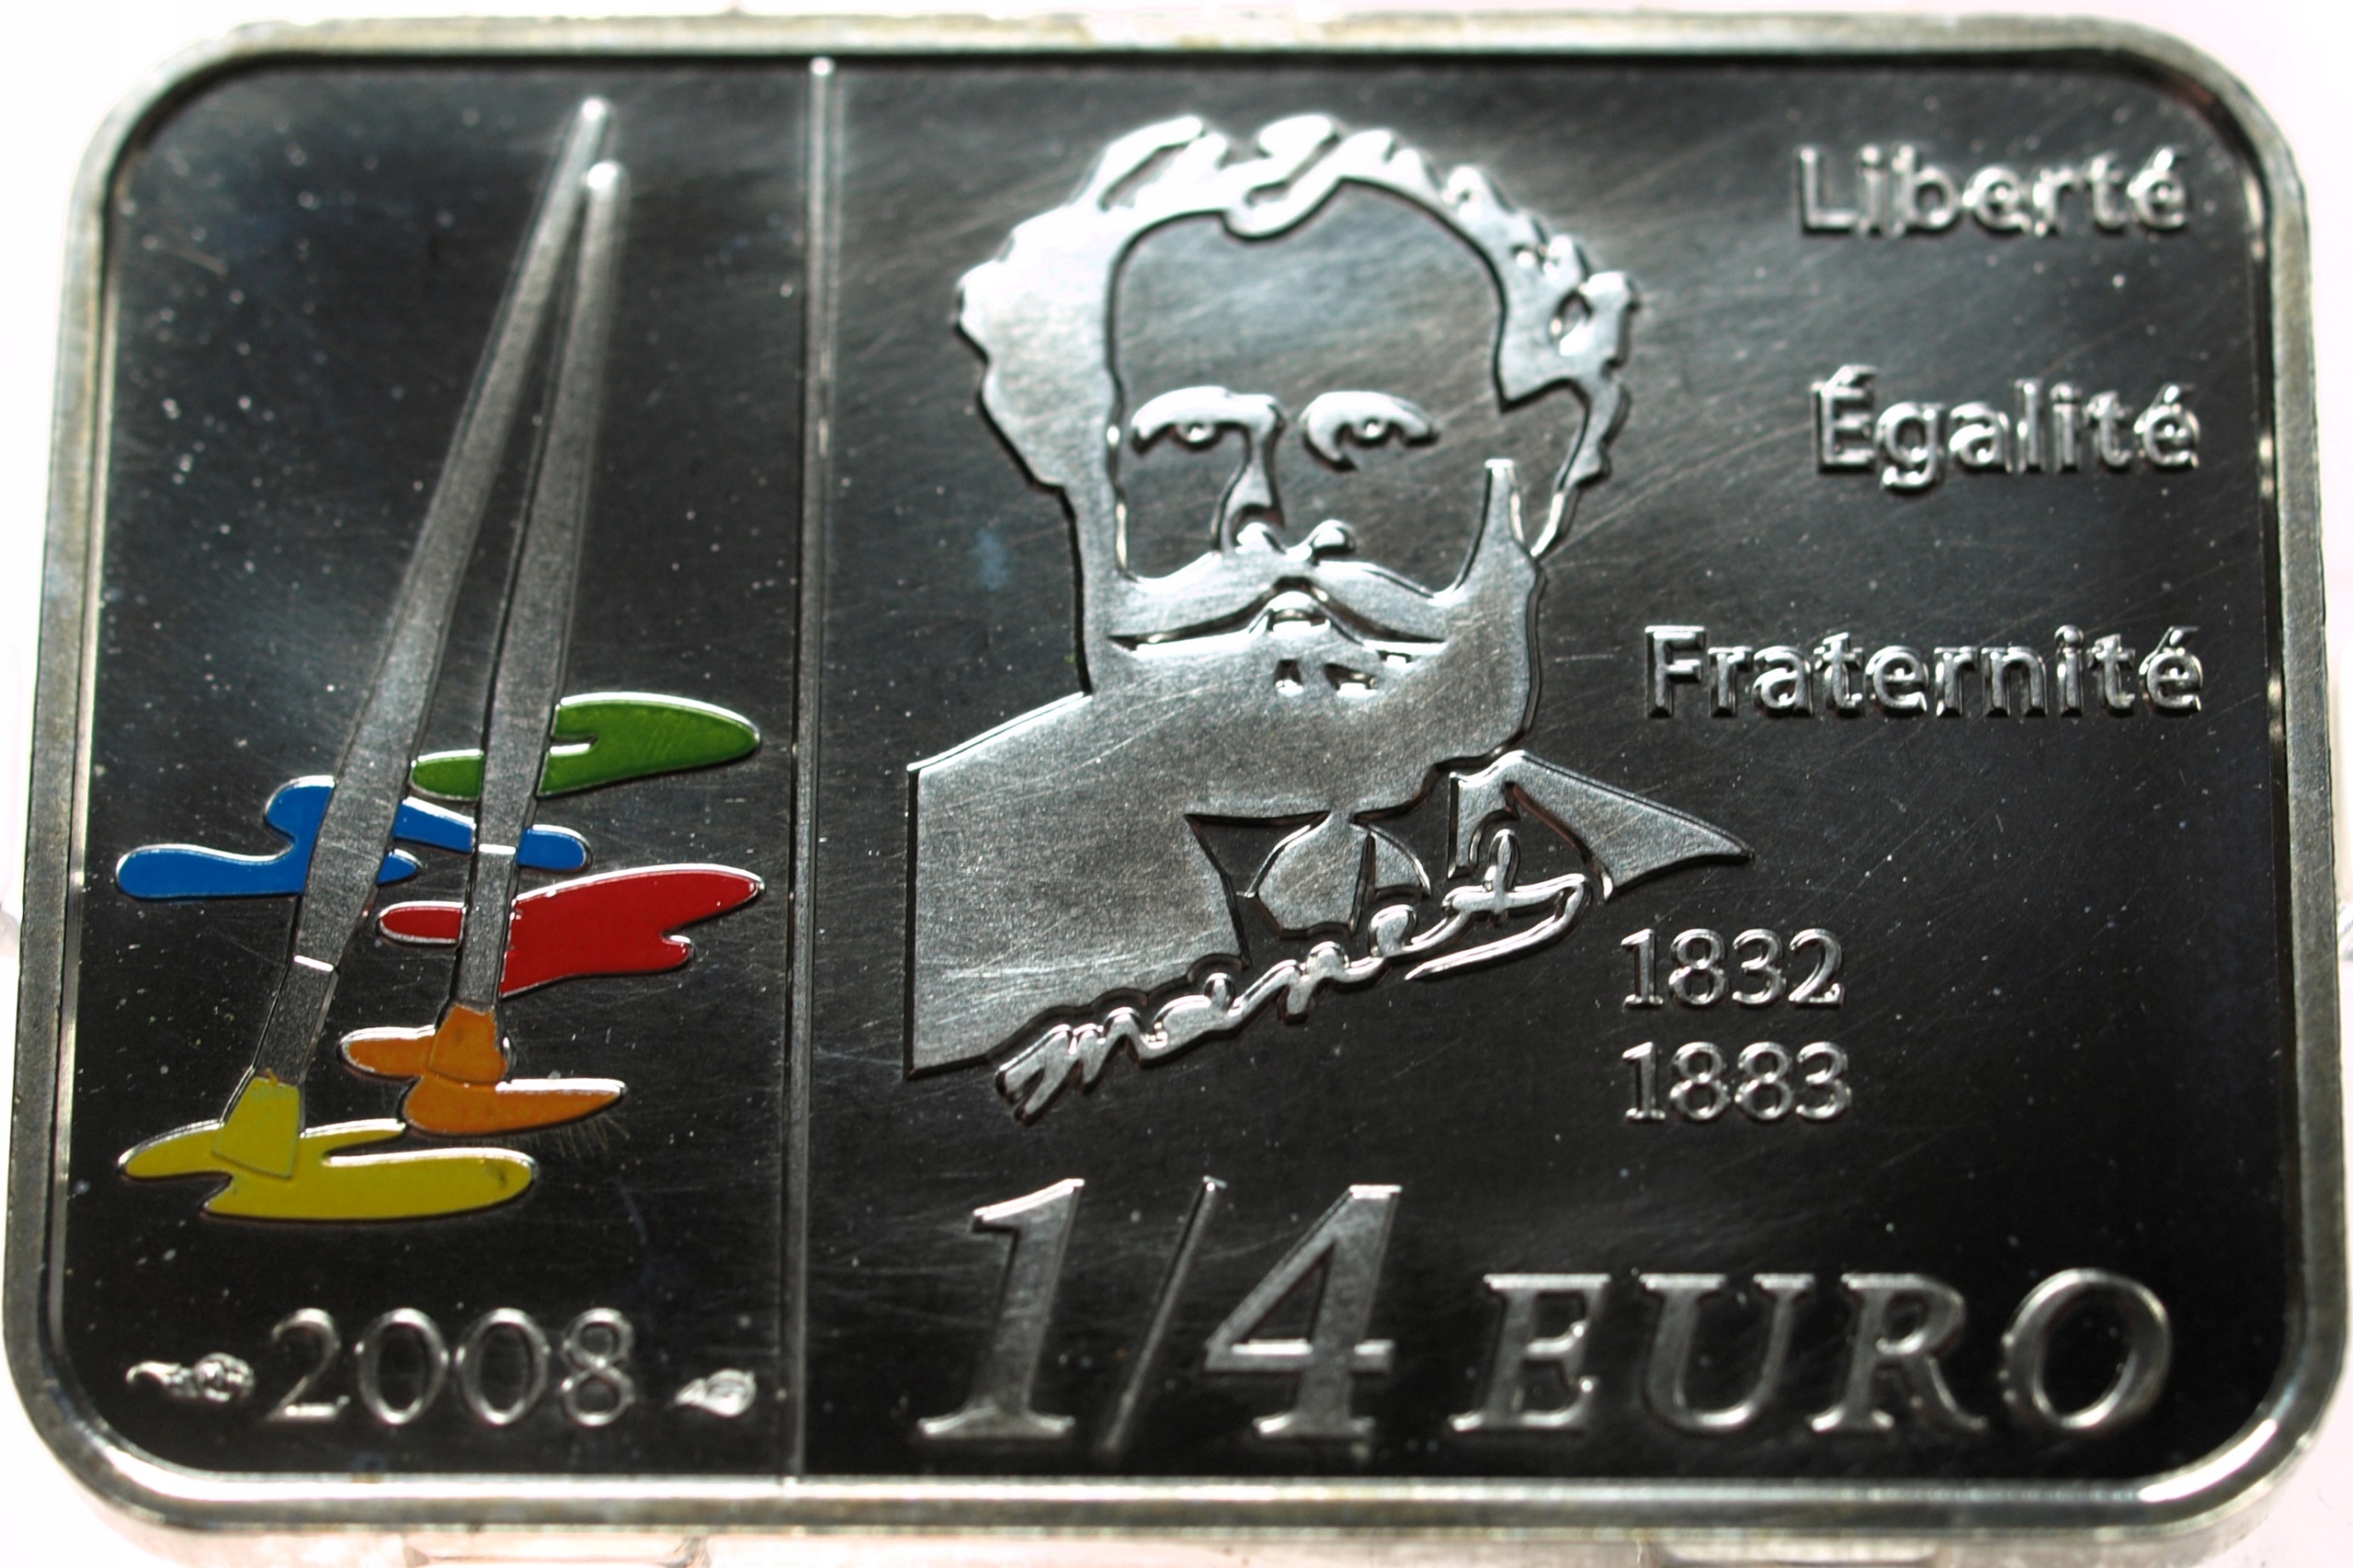 Liberté
Égalité
Fraternité
manet
1832
1883
2008
1/4 EURO